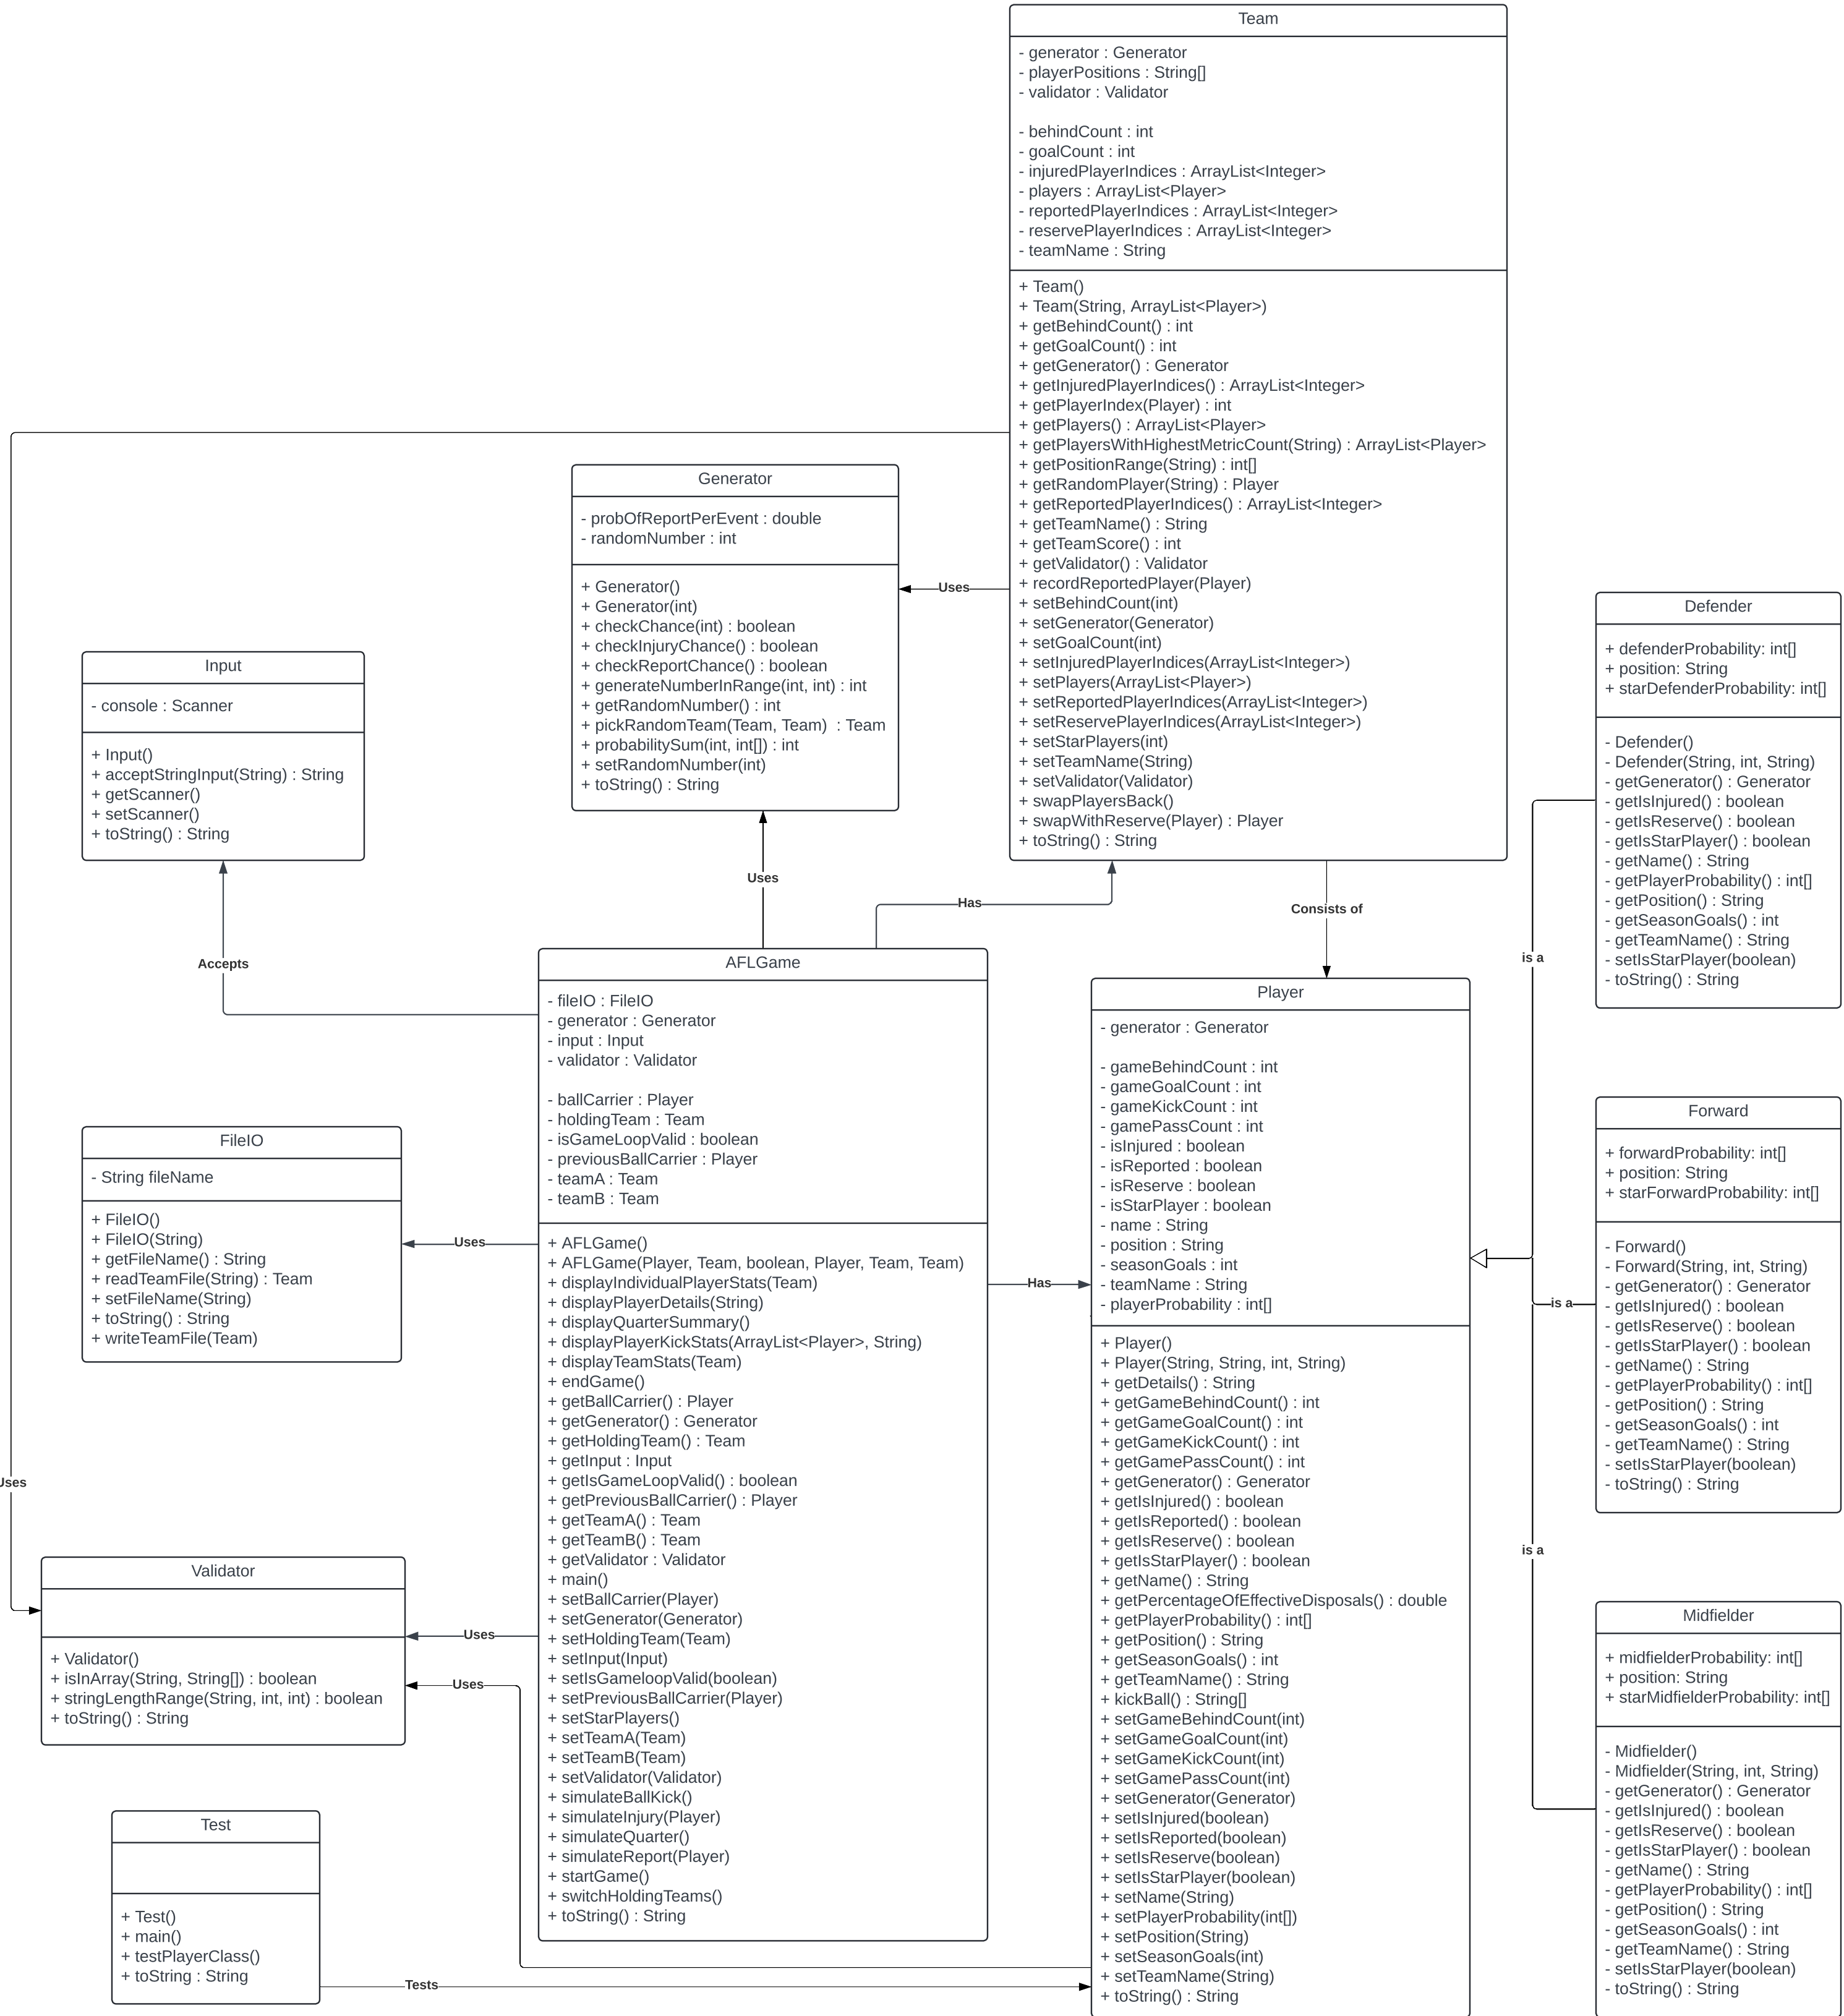 Team
- generator : Generator
- playerPositions : String[]
- validator : Validator
- behindCount : int
- goalCount : int
- injuredPlayerIndices : ArrayList<Integer>
- players : ArrayList<Player>
- reportedPlayerIndices : ArrayList<Integer>
- reservePlayerIndices : ArrayList<Integer>
- teamName : String
+ Team()
+ Team(String, ArrayList<Player>)
+ getBehindCount() : int
+ getGoalCount() : int
+ getGenerator() : Generator
+ getInjuredPlayerIndices() : ArrayList<Integer>
+ getPlayerIndex(Player) : int
+ getPlayers() : ArrayList<Player>
+ getPlayersWithHighestMetricCount(String) : ArrayList<Player>
+ getPositionRange(String) : int[]
+ getRandomPlayer(String) : Player
+ getReportedPlayerIndices() : ArrayList<Integer>
+ getTeamName() : String
+ getTeamScore() : int
+ getValidator() : Validator
+ recordReportedPlayer(Player)
+ setBehindCount(int)
+ setGenerator(Generator)
+ setGoalCount(int)
+ setInjuredPlayerIndices(ArrayList<Integer>)
+ setPlayers(ArrayList<Player>)
+ setReportedPlayerIndices(ArrayList<Integer>)
+ setReservePlayerIndices(ArrayList<Integer>)
+ setStarPlayers(int)
+ setTeamName(String)
+ setValidator(Validator)
+ swapPlayersBack()
+ swapWithReserve(Player) : Player
+ toString() : String
Generator
- probOfReportPerEvent : double
- randomNumber : int
+ Generator()
+ Generator(int)
+ checkChance(int) : boolean
+ checkInjuryChance() : boolean
+ checkReportChance() : boolean
+ generateNumberInRange(int, int) : int
+ getRandomNumber() : int
+ pickRandomTeam(Team, Team)  : Team
+ probabilitySum(int, int[]) : int
+ setRandomNumber(int)
+ toString() : String
Uses
Input
- console : Scanner
+ Input()
+ acceptStringInput(String) : String
+ getScanner()
+ setScanner()
+ toString() : String
Defender
+ defenderProbability: int[]
+ position: String
+ starDefenderProbability: int[]
- Defender()
- Defender(String, int, String)
- getGenerator() : Generator
- getIsInjured() : boolean
- getIsReserve() : boolean
- getIsStarPlayer() : boolean
- getName() : String
- getPlayerProbability() : int[]
- getPosition() : String
- getSeasonGoals() : int
- getTeamName() : String
- setIsStarPlayer(boolean)
- toString() : String
Uses
Has
Consists of
Accepts
is a
AFLGame
- fileIO : FileIO
- generator : Generator
- input : Input
- validator : Validator
- ballCarrier : Player
- holdingTeam : Team
- isGameLoopValid : boolean
- previousBallCarrier : Player
- teamA : Team
- teamB : Team
+ AFLGame()
+ AFLGame(Player, Team, boolean, Player, Team, Team)
+ displayIndividualPlayerStats(Team)
+ displayPlayerDetails(String)
+ displayQuarterSummary()
+ displayPlayerKickStats(ArrayList<Player>, String)
+ displayTeamStats(Team)
+ endGame()
+ getBallCarrier() : Player
+ getGenerator() : Generator
+ getHoldingTeam() : Team
+ getInput : Input
+ getIsGameLoopValid() : boolean
+ getPreviousBallCarrier() : Player
+ getTeamA() : Team
+ getTeamB() : Team
+ getValidator : Validator
+ main()
+ setBallCarrier(Player)
+ setGenerator(Generator)
+ setHoldingTeam(Team)
+ setInput(Input)
+ setIsGameloopValid(boolean)
+ setPreviousBallCarrier(Player)
+ setStarPlayers()
+ setTeamA(Team)
+ setTeamB(Team)
+ setValidator(Validator)
+ simulateBallKick()
+ simulateInjury(Player)
+ simulateQuarter()
+ simulateReport(Player)
+ startGame()
+ switchHoldingTeams()
+ toString() : String
Player
- generator : Generator
- gameBehindCount : int
- gameGoalCount : int
- gameKickCount : int
- gamePassCount : int
- isInjured : boolean
- isReported : boolean
- isReserve : boolean
- isStarPlayer : boolean
- name : String
- position : String
- seasonGoals : int
- teamName : String
- playerProbability : int[]
+ Player()
+ Player(String, String, int, String)
+ getDetails() : String
+ getGameBehindCount() : int
+ getGameGoalCount() : int
+ getGameKickCount() : int
+ getGamePassCount() : int
+ getGenerator() : Generator
+ getIsInjured() : boolean
+ getIsReported() : boolean
+ getIsReserve() : boolean
+ getIsStarPlayer() : boolean
+ getName() : String
+ getPercentageOfEffectiveDisposals() : double
+ getPlayerProbability() : int[]
+ getPosition() : String
+ getSeasonGoals() : int
+ getTeamName() : String
+ kickBall() : String[]
+ setGameBehindCount(int)
+ setGameGoalCount(int)
+ setGameKickCount(int)
+ setGamePassCount(int)
+ setGenerator(Generator)
+ setIsInjured(boolean)
+ setIsReported(boolean)
+ setIsReserve(boolean)
+ setIsStarPlayer(boolean)
+ setName(String)
+ setPlayerProbability(int[])
+ setPosition(String)
+ setSeasonGoals(int)
+ setTeamName(String)
+ toString() : String
Forward
+ forwardProbability: int[]
+ position: String
+ starForwardProbability: int[]
- Forward()
- Forward(String, int, String)
- getGenerator() : Generator
- getIsInjured() : boolean
- getIsReserve() : boolean
- getIsStarPlayer() : boolean
- getName() : String
- getPlayerProbability() : int[]
- getPosition() : String
- getSeasonGoals() : int
- getTeamName() : String
- setIsStarPlayer(boolean)
- toString() : String
FileIO
- String fileName
+ FileIO()
+ FileIO(String)
+ getFileName() : String
+ readTeamFile(String) : Team
+ setFileName(String)
+ toString() : String
+ writeTeamFile(Team)
Uses
Has
is a
Uses
is a
Validator
+ Validator()
+ isInArray(String, String[]) : boolean
+ stringLengthRange(String, int, int) : boolean
+ toString() : String
Uses
Uses
Midfielder
+ midfielderProbability: int[]
+ position: String
+ starMidfielderProbability: int[]
- Midfielder()
- Midfielder(String, int, String)
- getGenerator() : Generator
- getIsInjured() : boolean
- getIsReserve() : boolean
- getIsStarPlayer() : boolean
- getName() : String
- getPlayerProbability() : int[]
- getPosition() : String
- getSeasonGoals() : int
- getTeamName() : String
- setIsStarPlayer(boolean)
- toString() : String
Test
+ Test()
+ main()
+ testPlayerClass()
+ toString : String
Tests